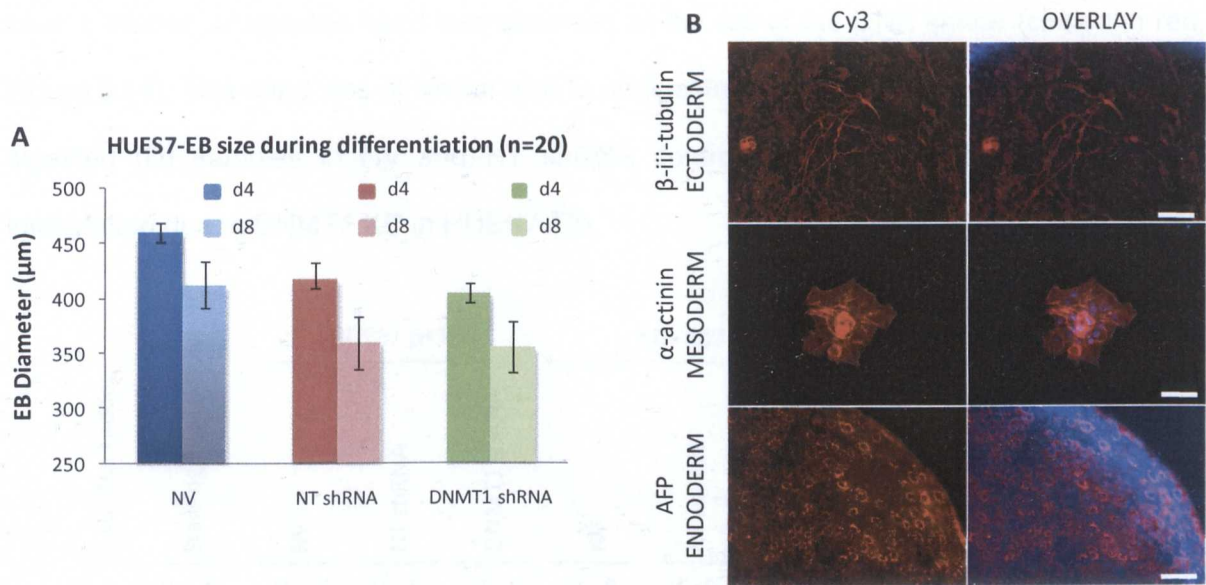 A
HUES7-EB size during differentiation (n=20)
d4 d4 d4
d8 d8 d8
EB Diameter (µm)
500
450
400
350
300
250
NV NT shRNA DNMT1 shRNA
B
Cy3 OVERLAY
β-iii-tubulin
ECTODERM
α-actinin
MESODERM
AFP
ENDODERM